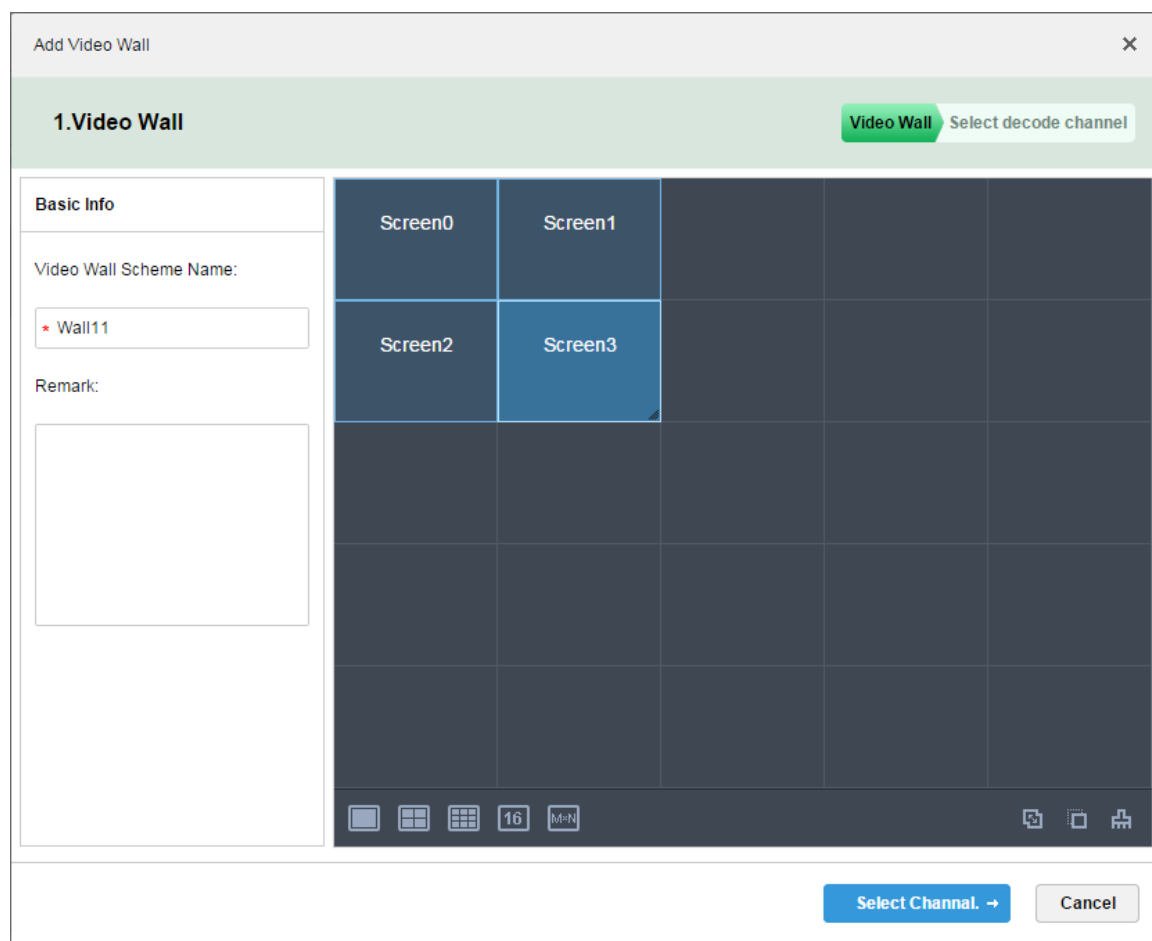 Add Video Wall
1.Video Wall
Video Wall Select decode channel
Basic Info
Video Wall Scheme Name:
* Wall11
Remark:
Screen0 Screen1
Screen2 Screen3
16 M×N
Select Channal. →
Cancel